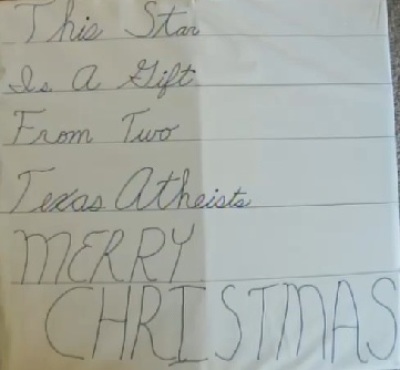 This Star
Is A Gift
From Two
Texas Atheists
MERRY
CHRISTMAS